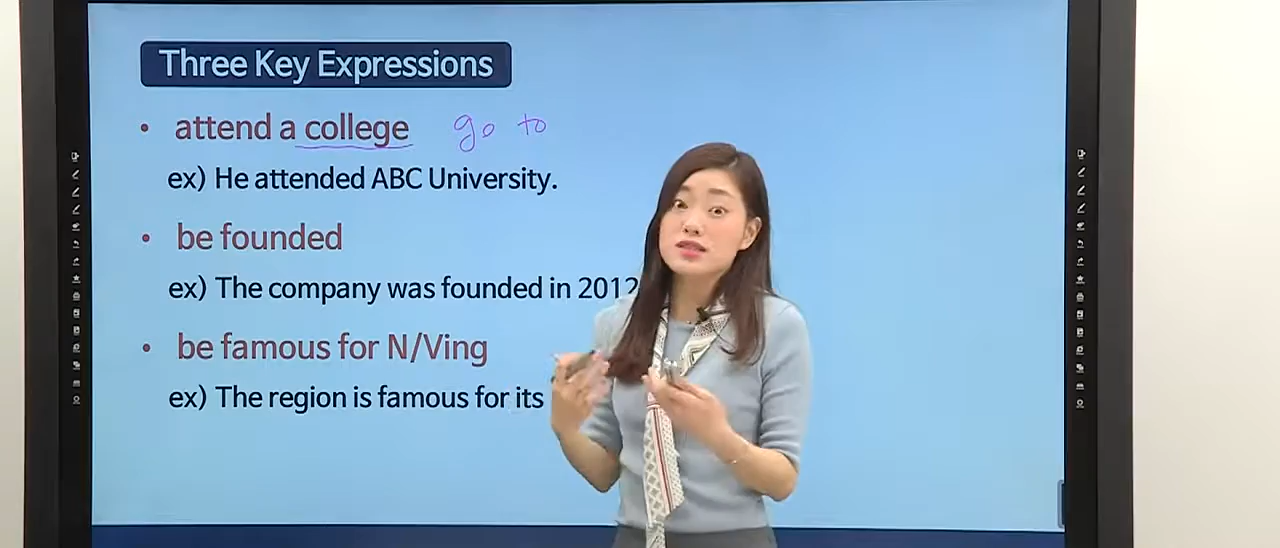 Three Key Expressions
• attend a college go to
ex) He attended ABC University.
• be founded
ex) The company was founded in 2012
• be famous for N/Ving
ex) The region is famous for its